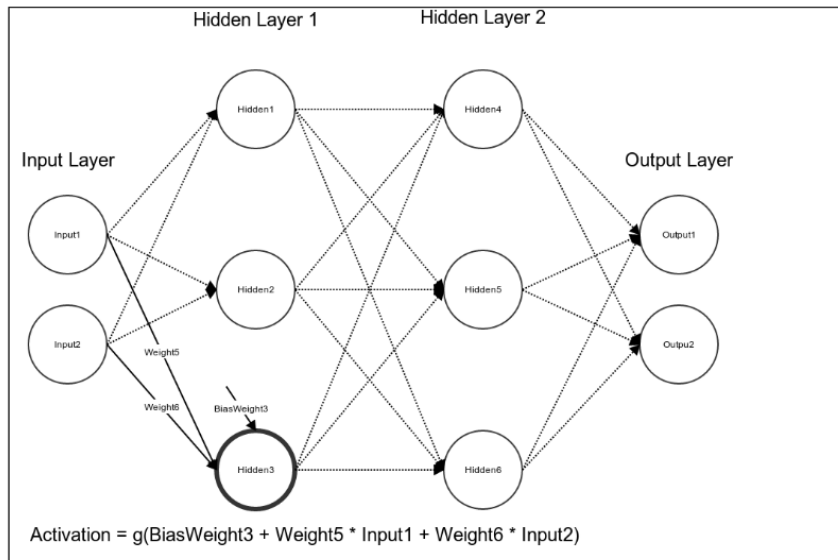 Hidden Layer 1
Hidden Layer 2
Input Layer
Output Layer
Hidden1
Hidden4
Input1
Output1
Hidden2
Hidden5
Input2
Outpu2
Weight5
Weight6
BiasWeight3
Hidden3
Hidden6
Activation = g(BiasWeight3 + Weight5 * Input1 + Weight6 * Input2)